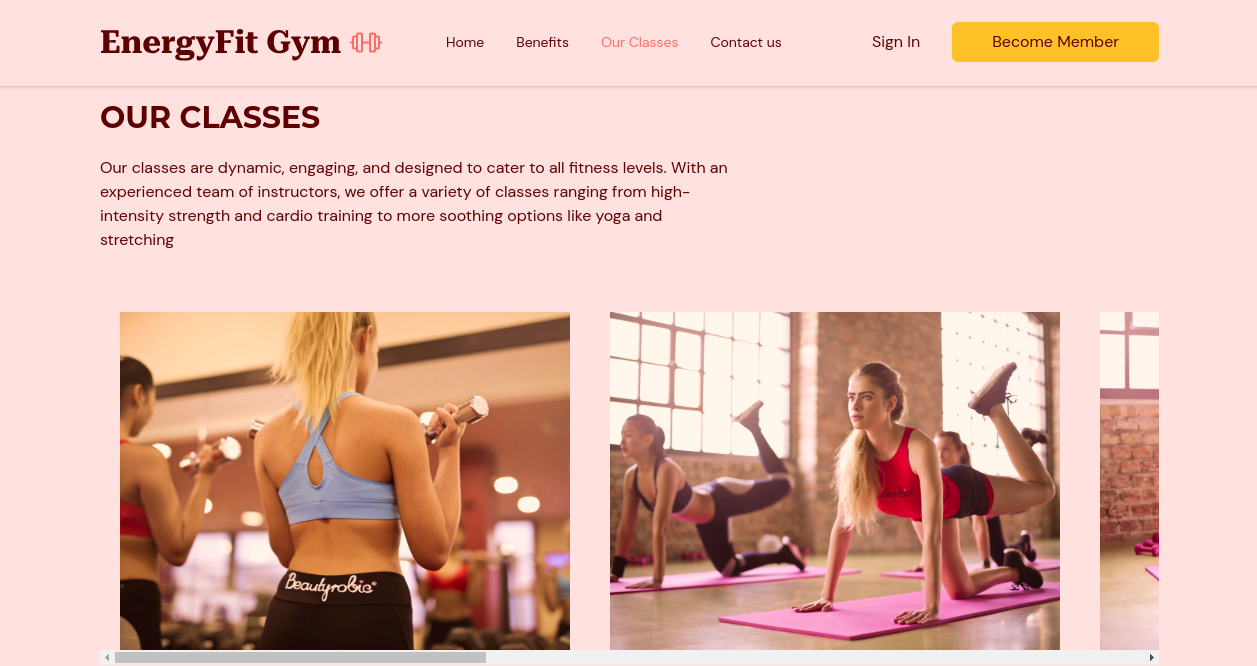 EnergyFit Gym
Home
Benefits
Our Classes
Contact us
Sign In
Become Member
OUR CLASSES
Our classes are dynamic, engaging, and designed to cater to all fitness levels. With an
experienced team of instructors, we offer a variety of classes ranging from high-
intensity strength and cardio training to more soothing options like yoga and
stretching
Beautyrobic®